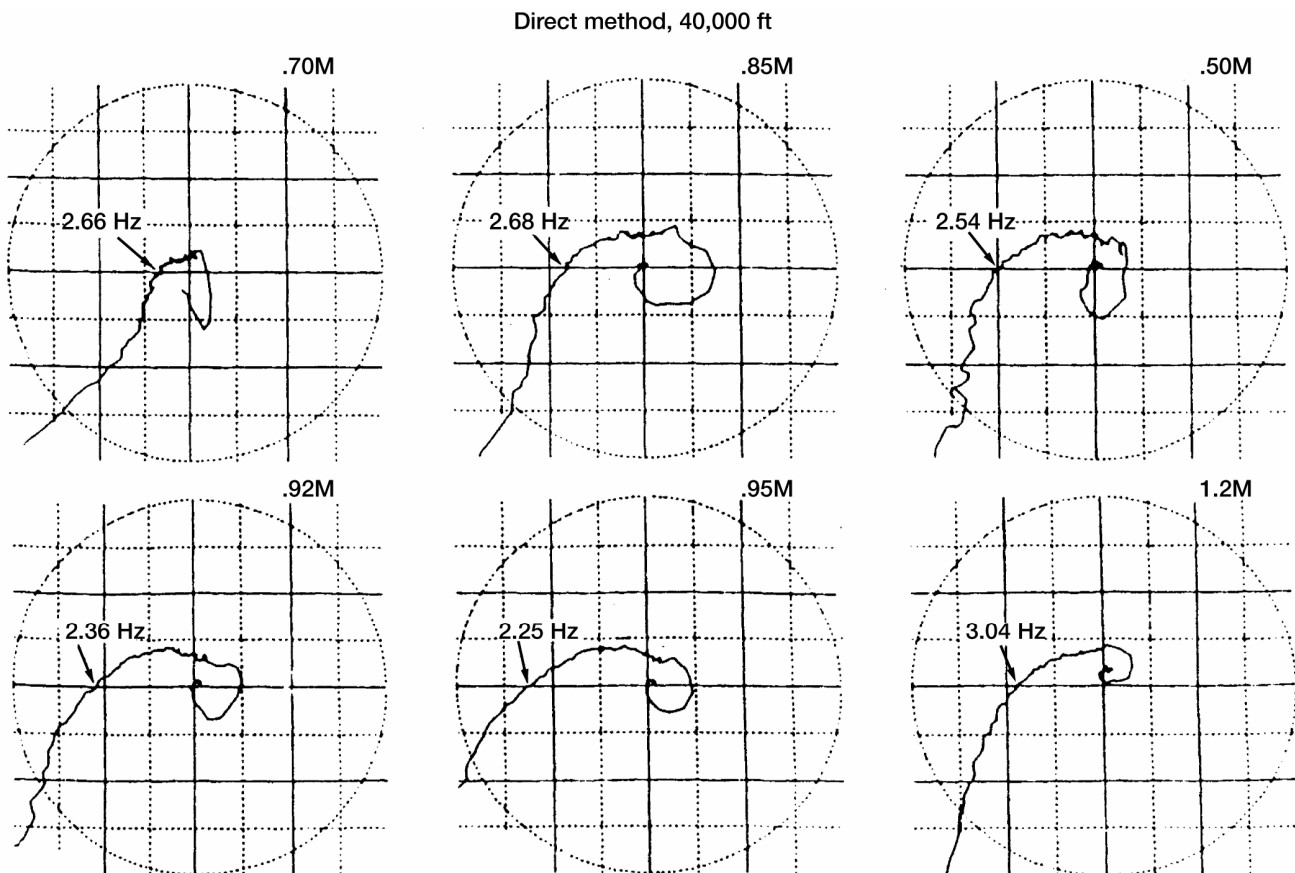 Direct method, 40,000 ft
.70M
.85M
.50M
2.66 Hz
2.68 Hz
2.54 Hz
.92M
.95M
1.2M
2.36 Hz
2.25 Hz
3.04 Hz